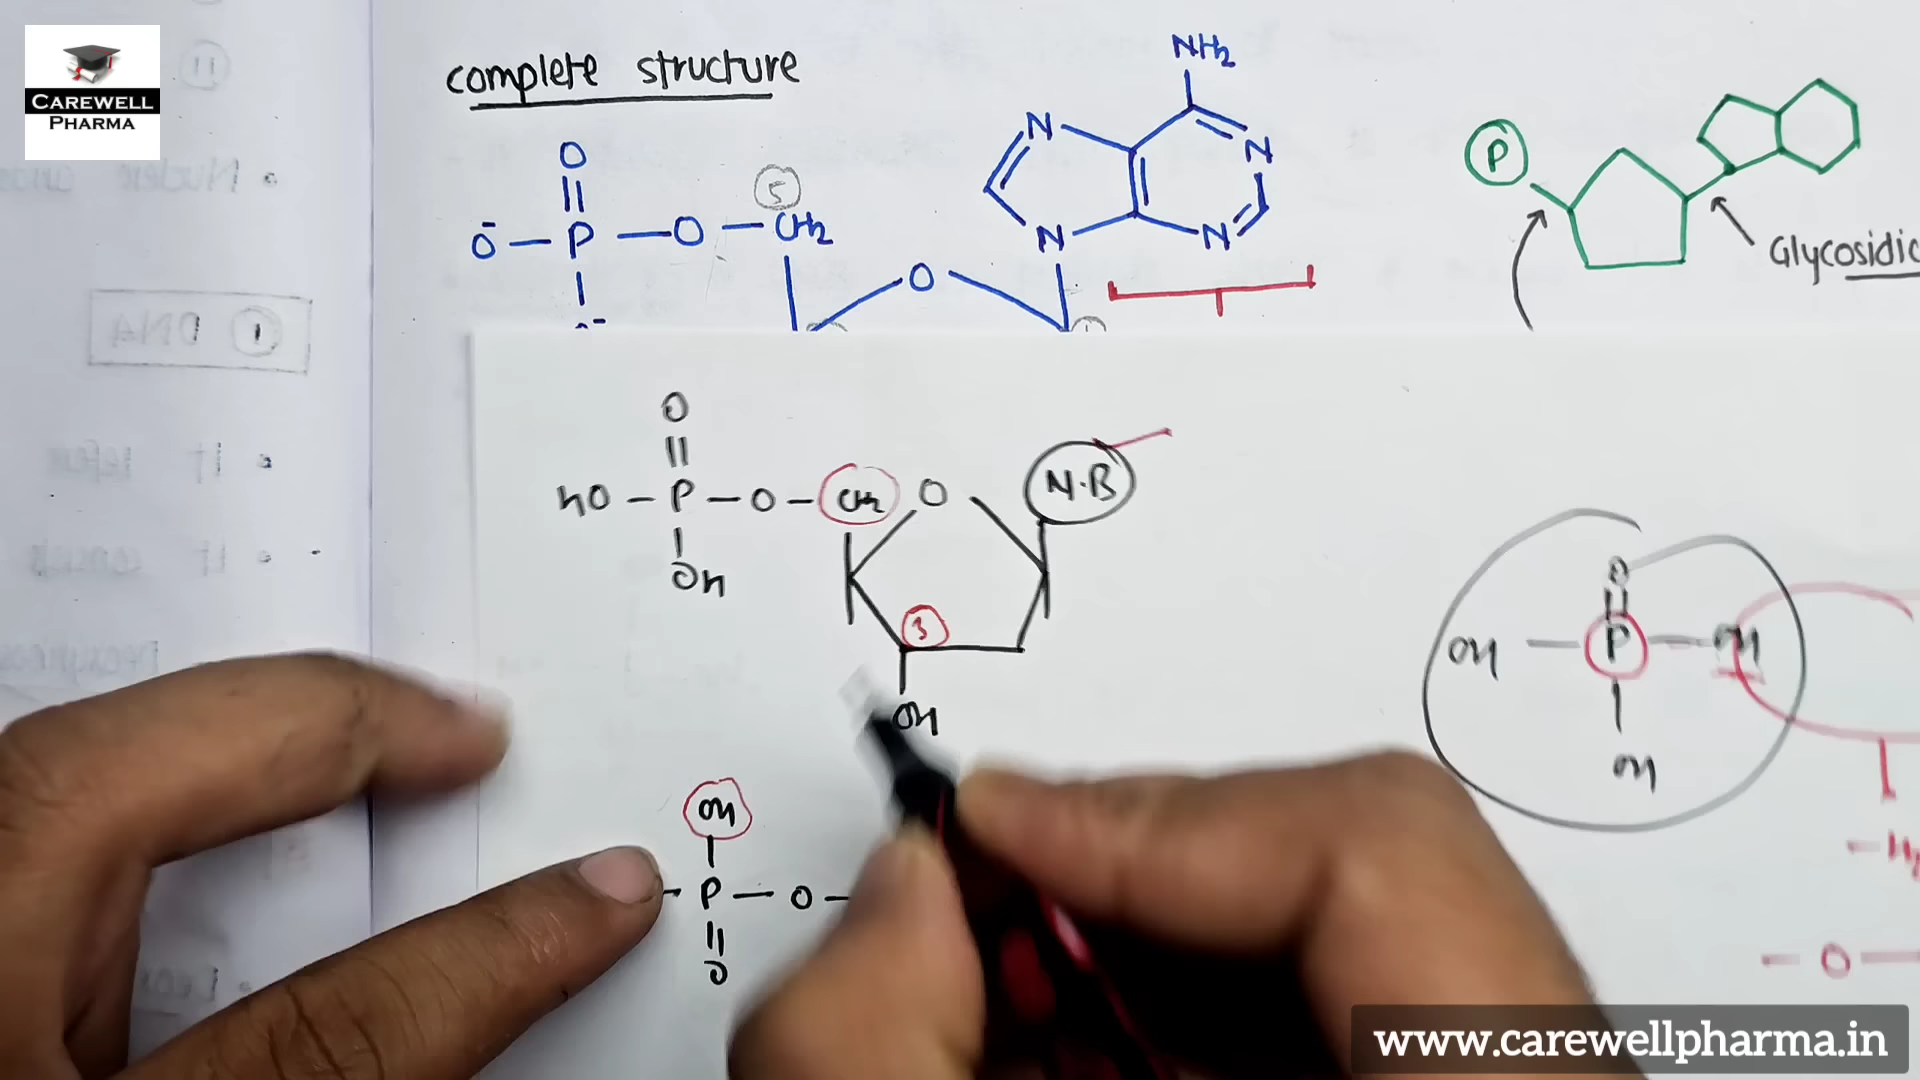 CAREWELL
PHARMA
complete structure
NH₂
N
N
N
N
O
O⁻ — P — O — CH₂
5
O
P
Glycosidic
1
O
HO — P — O — CH₂
OH
O
N·B
3
OH
OH
P — O —
O
O
OH — P — OH
OH
— O —
www.carewellpharma.in